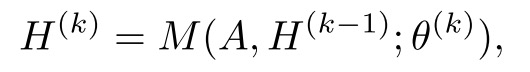 H^{(k)} = M(A, H^{(k-1)}; θ^{(k)}),